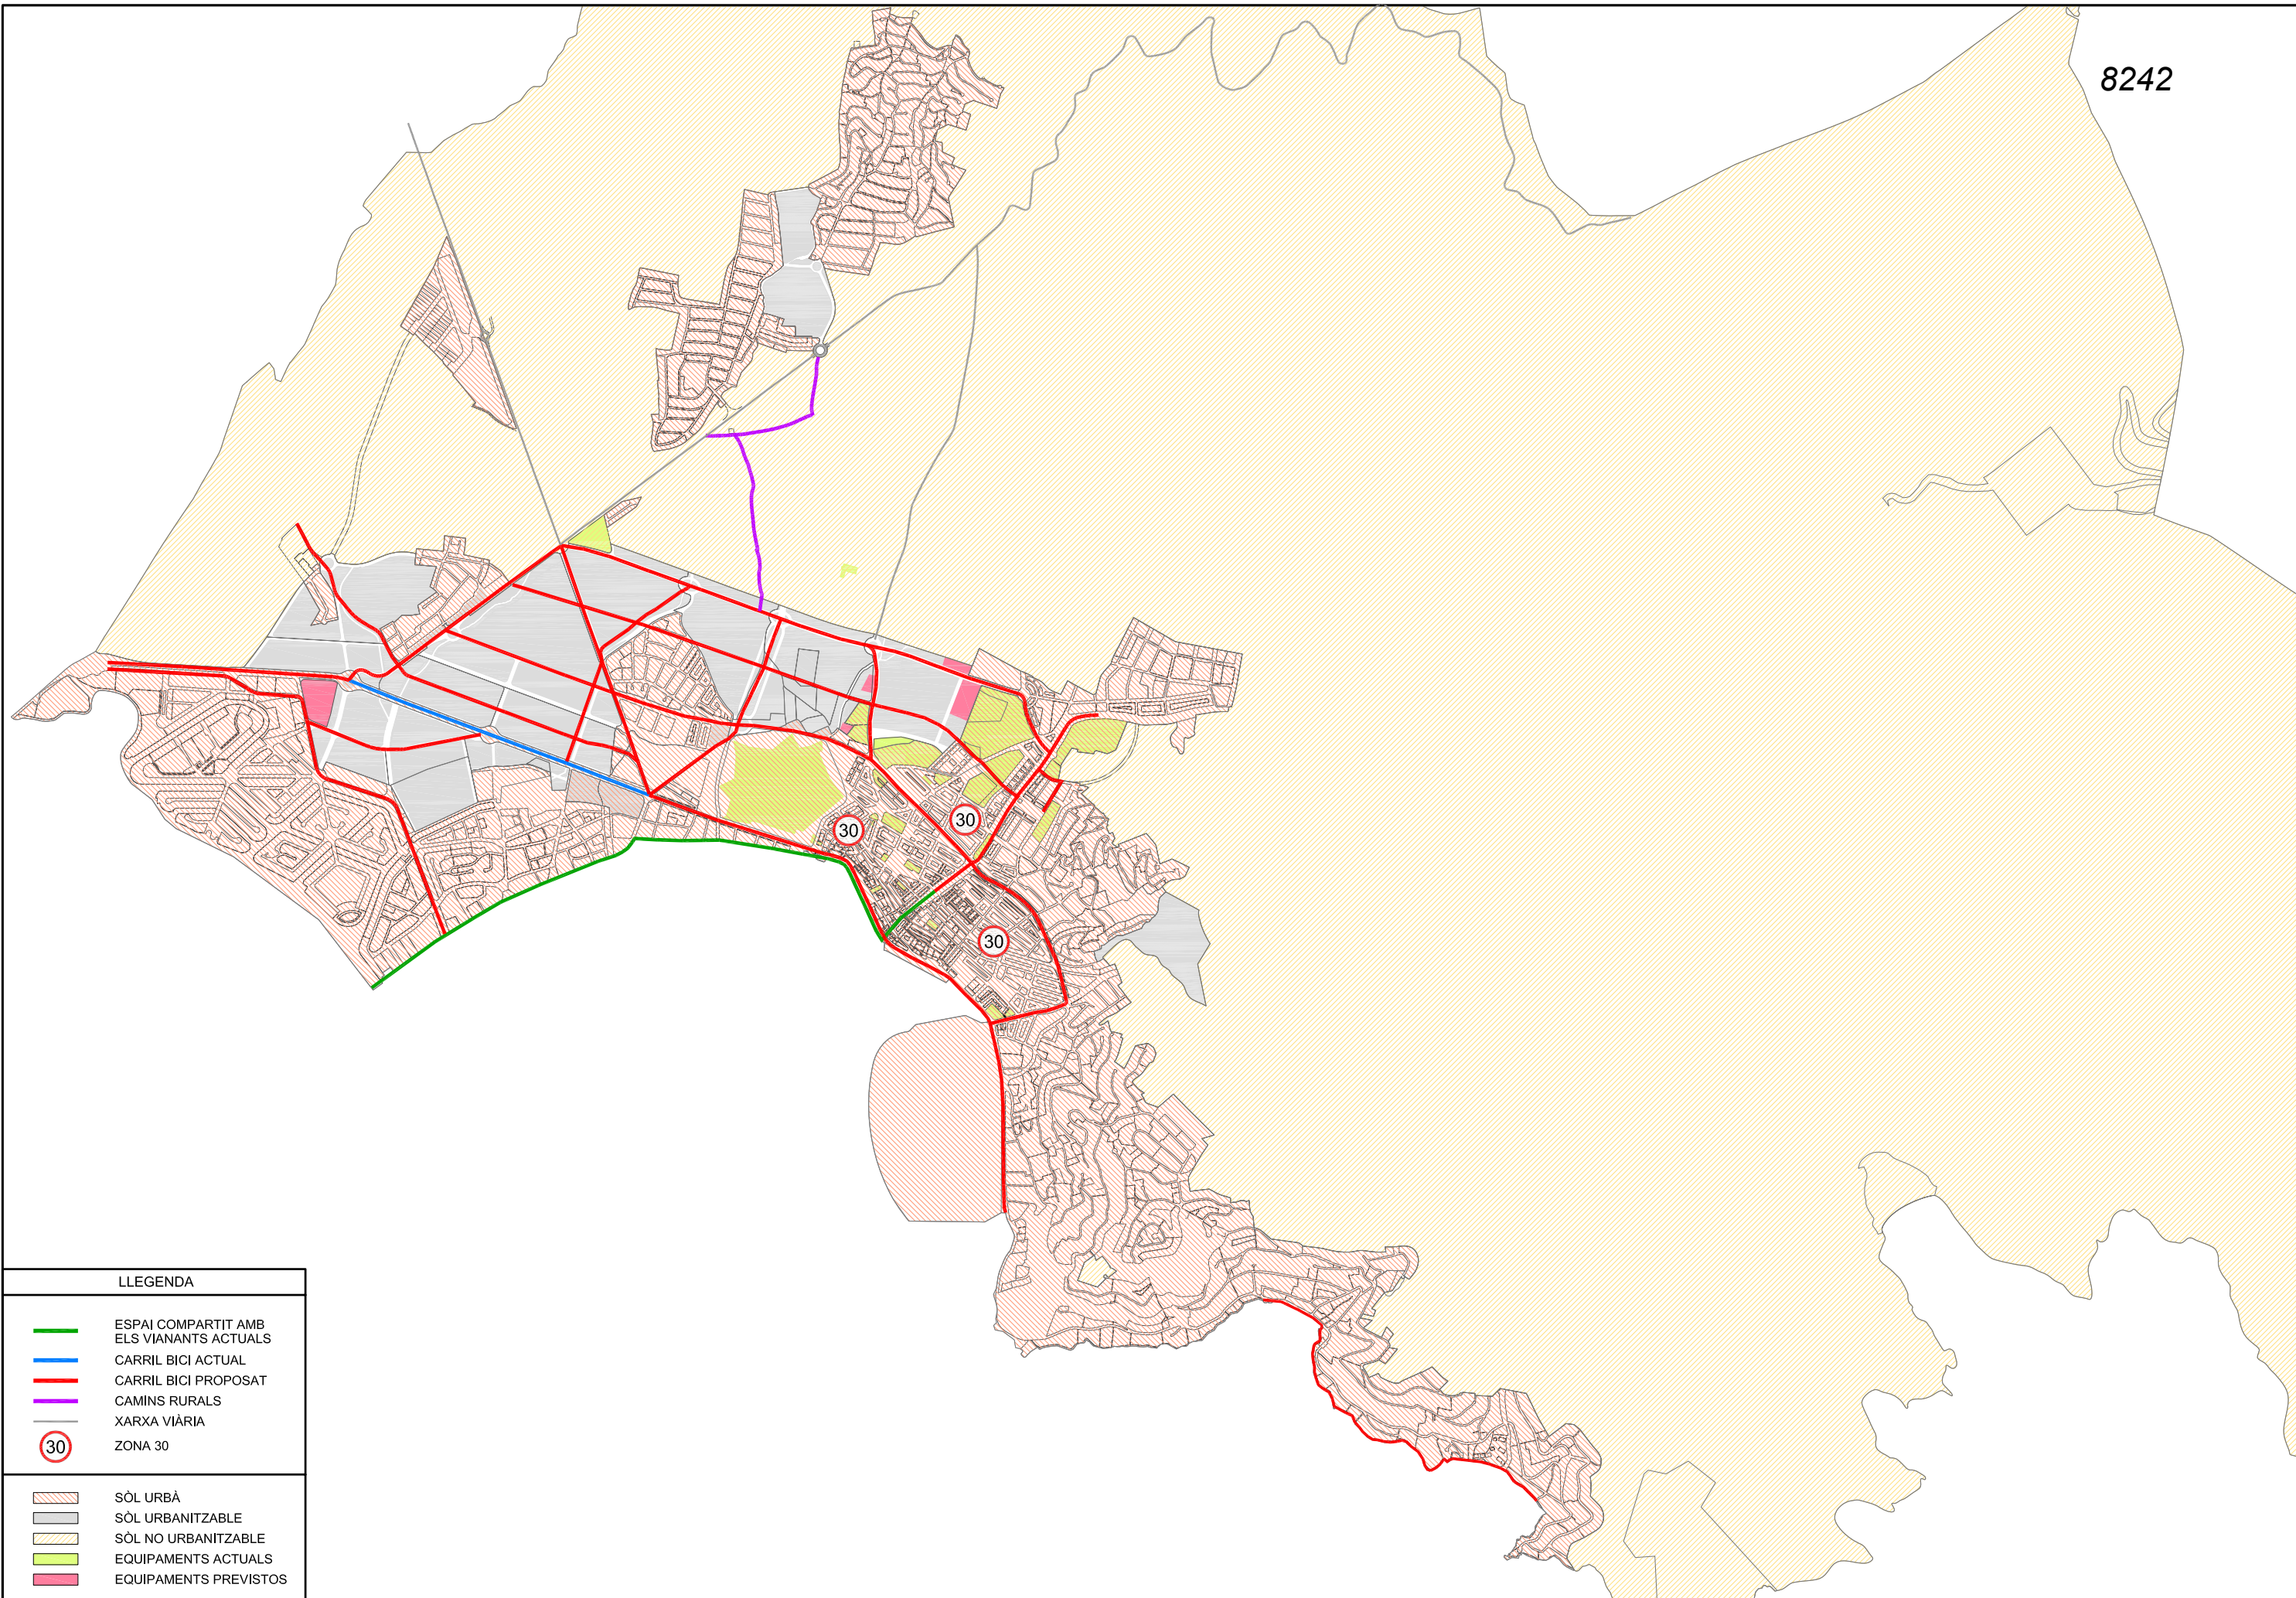 8242
30
30
30
LLEGENDA
ESPAI COMPARTIT AMB
ELS VIANANTS ACTUALS
CARRIL BICI ACTUAL
CARRIL BICI PROPOSAT
CAMINS RURALS
XARXA VIÀRIA
30 ZONA 30
SÒL URBÀ
SÒL URBANITZABLE
SÒL NO URBANITZABLE
EQUIPAMENTS ACTUALS
EQUIPAMENTS PREVISTOS